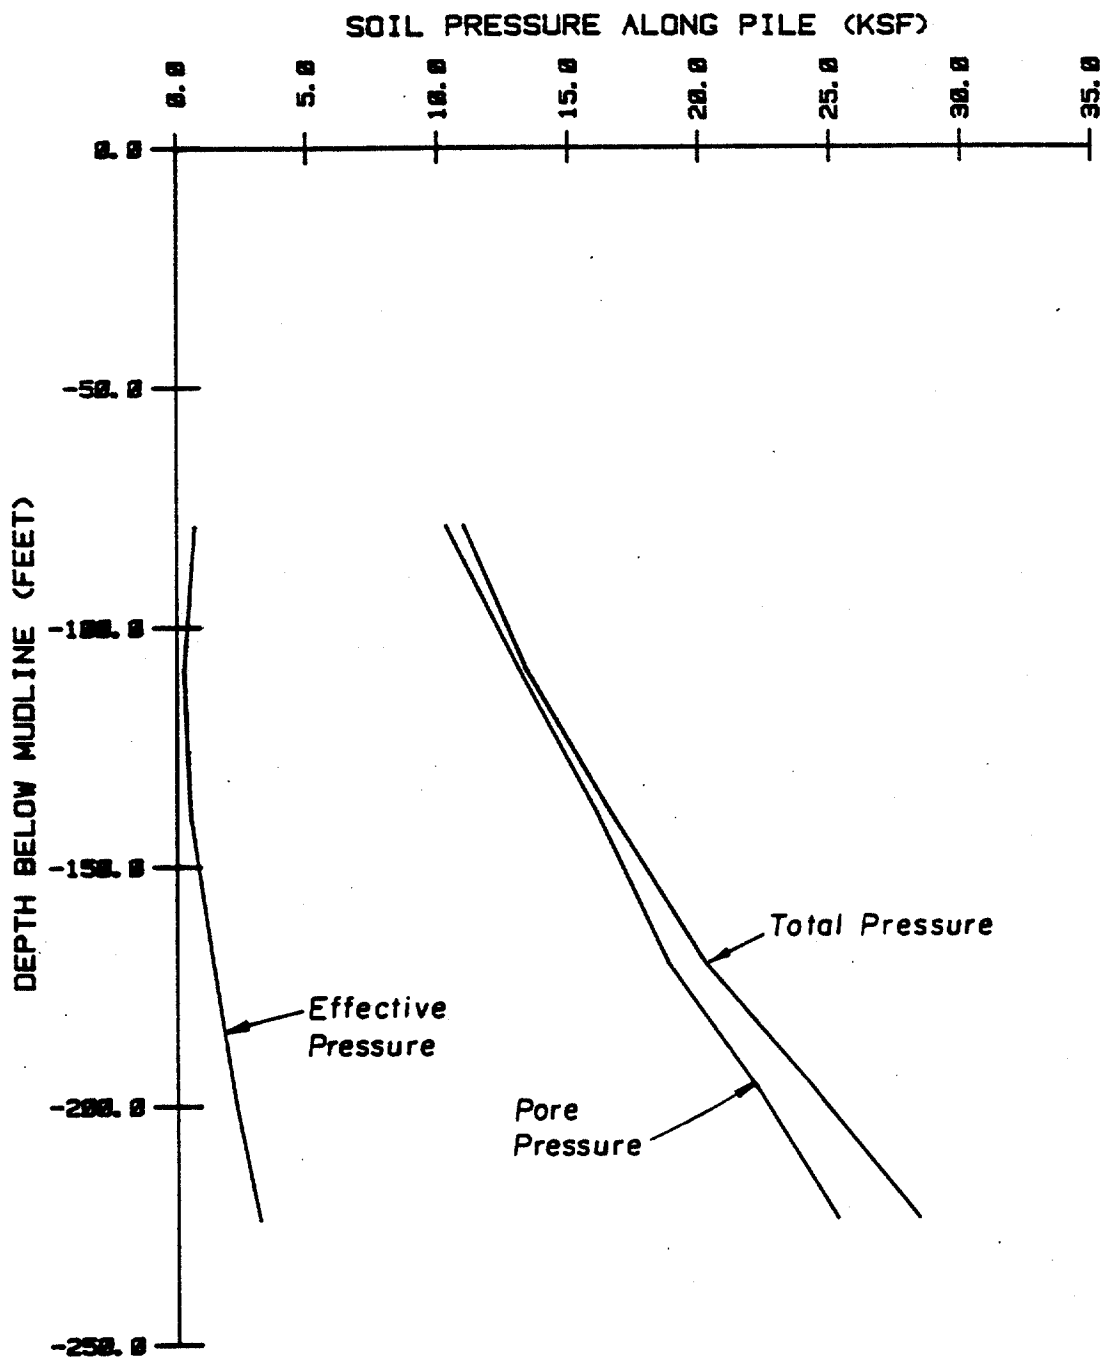 SOIL PRESSURE ALONG PILE (KSF)
0.0 5.0 10.0 15.0 20.0 25.0 30.0 35.0
0.0
-50.0
-100.0
-150.0
-200.0
-250.0
DEPTH BELOW MUDLINE (FEET)
Total Pressure
Effective
Pressure
Pore
Pressure